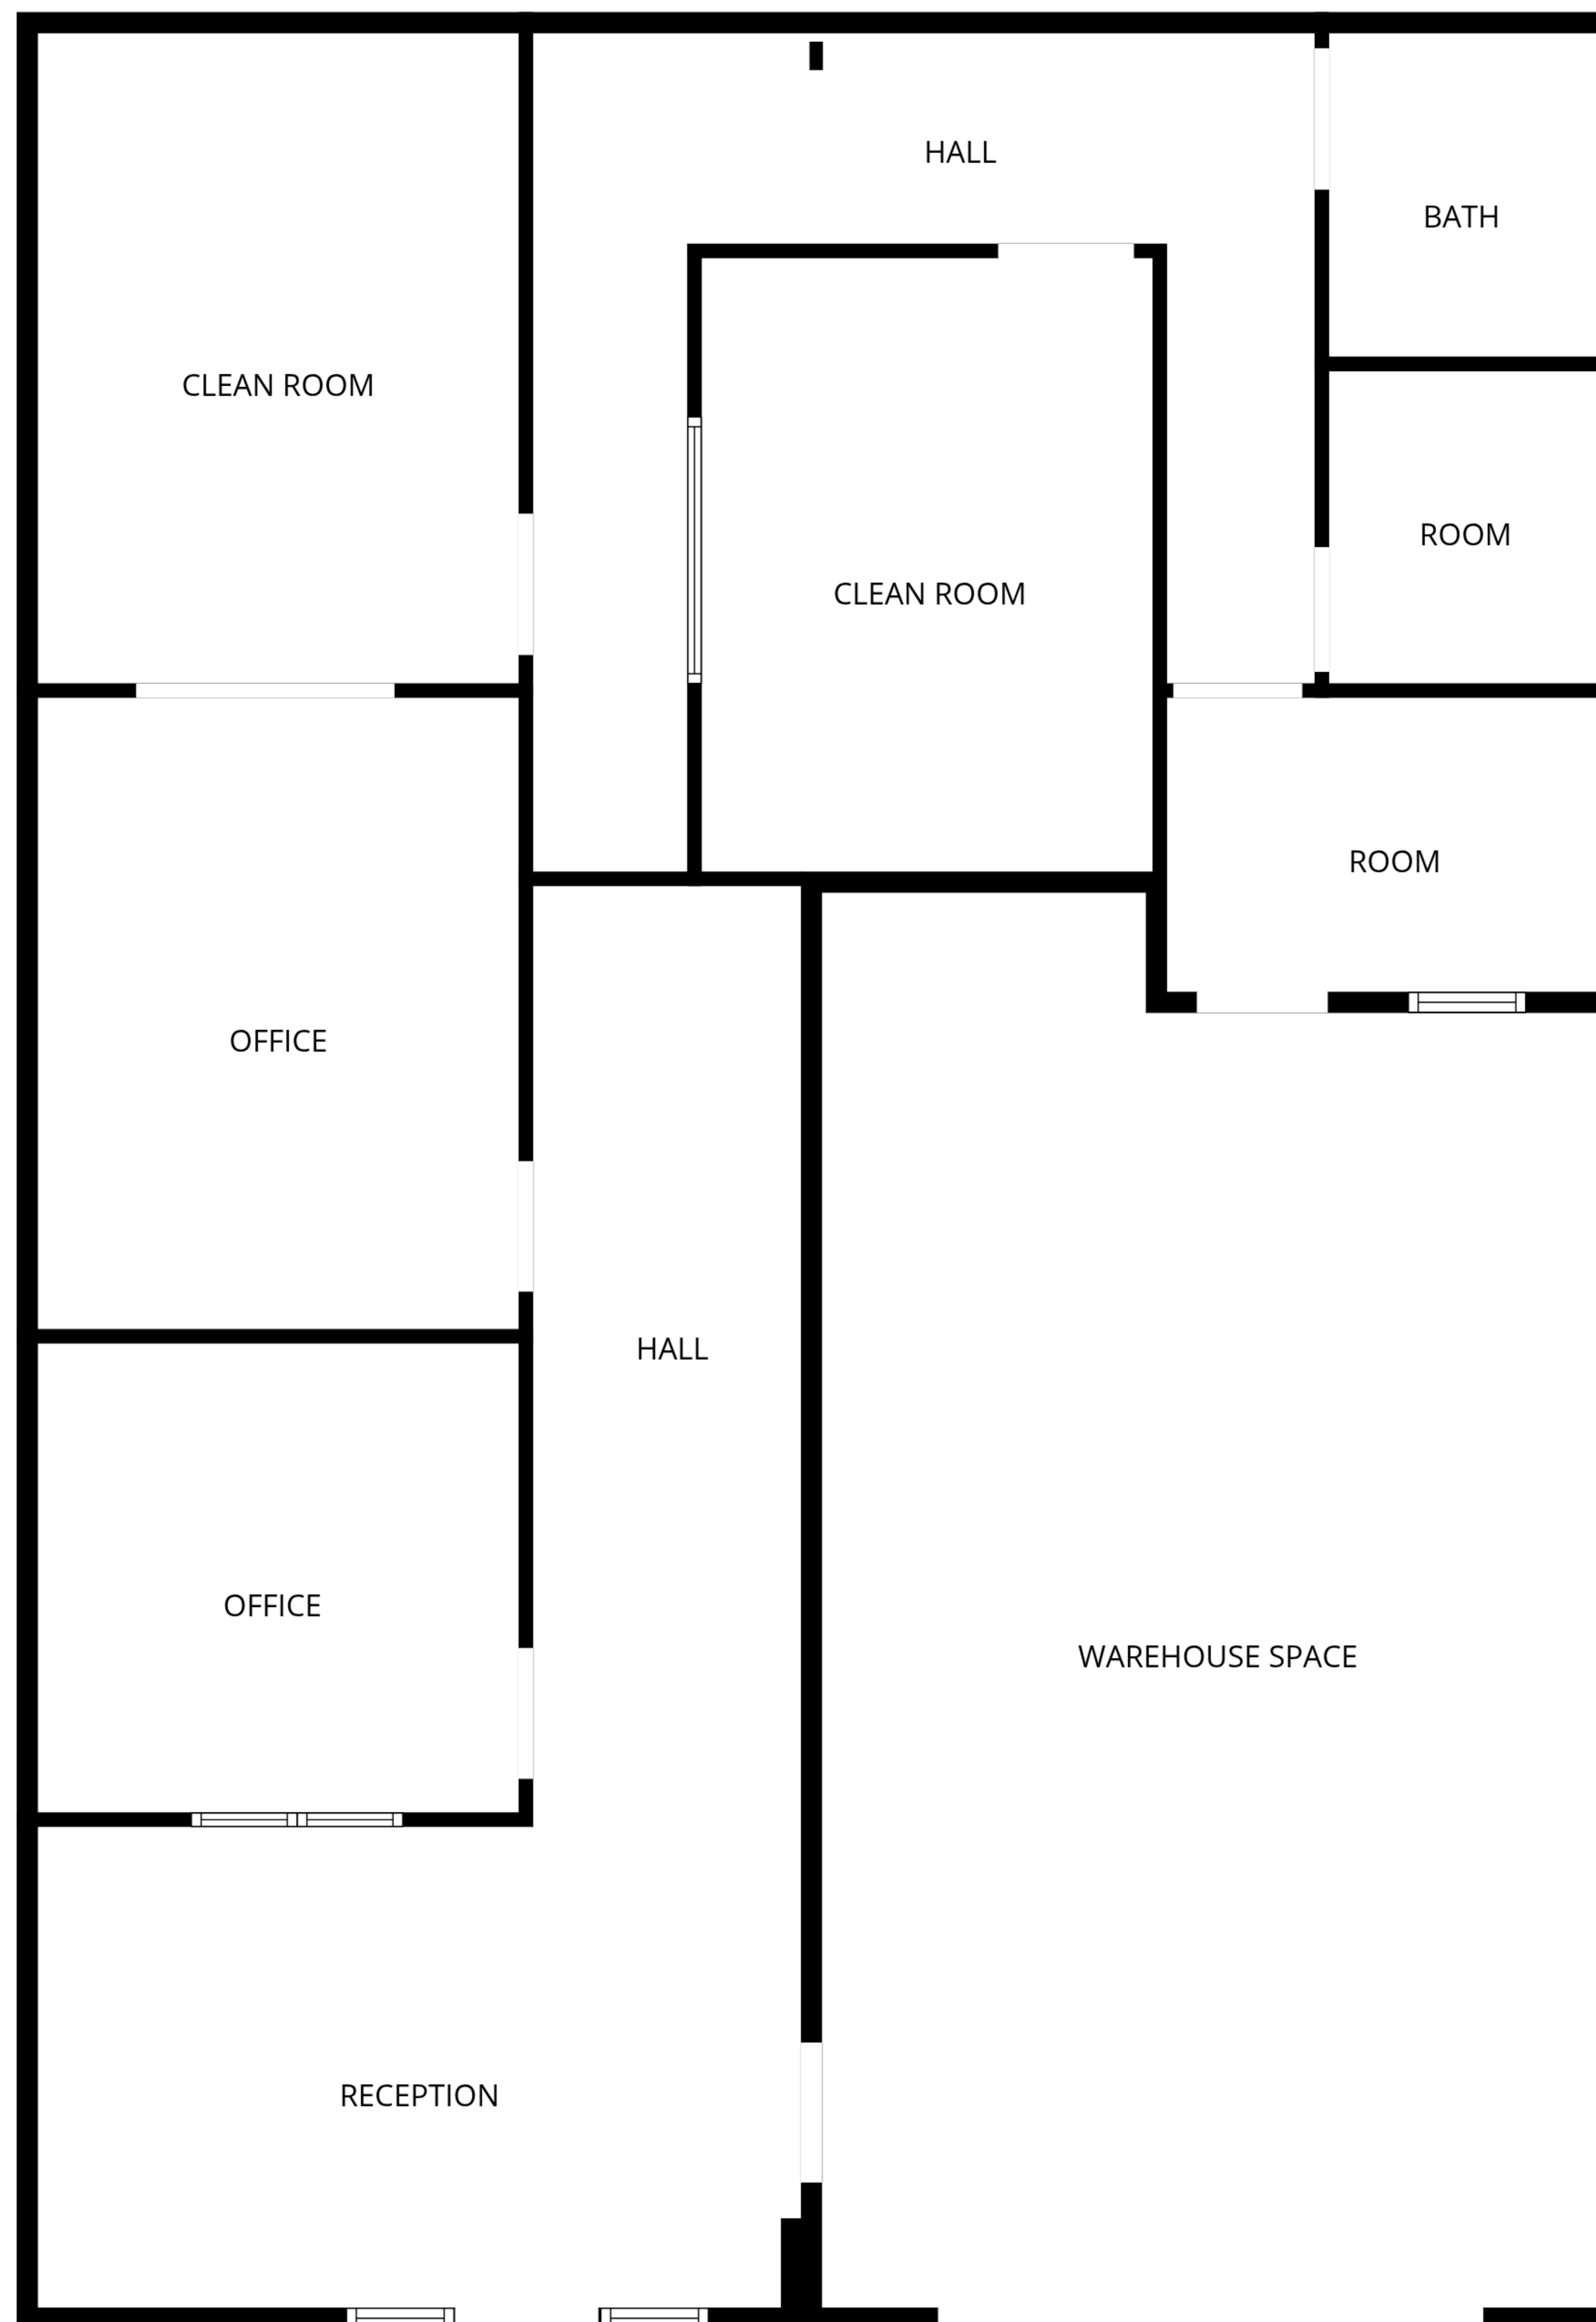 HALL
BATH
CLEAN ROOM
ROOM
CLEAN ROOM
ROOM
OFFICE
HALL
OFFICE
WAREHOUSE SPACE
RECEPTION